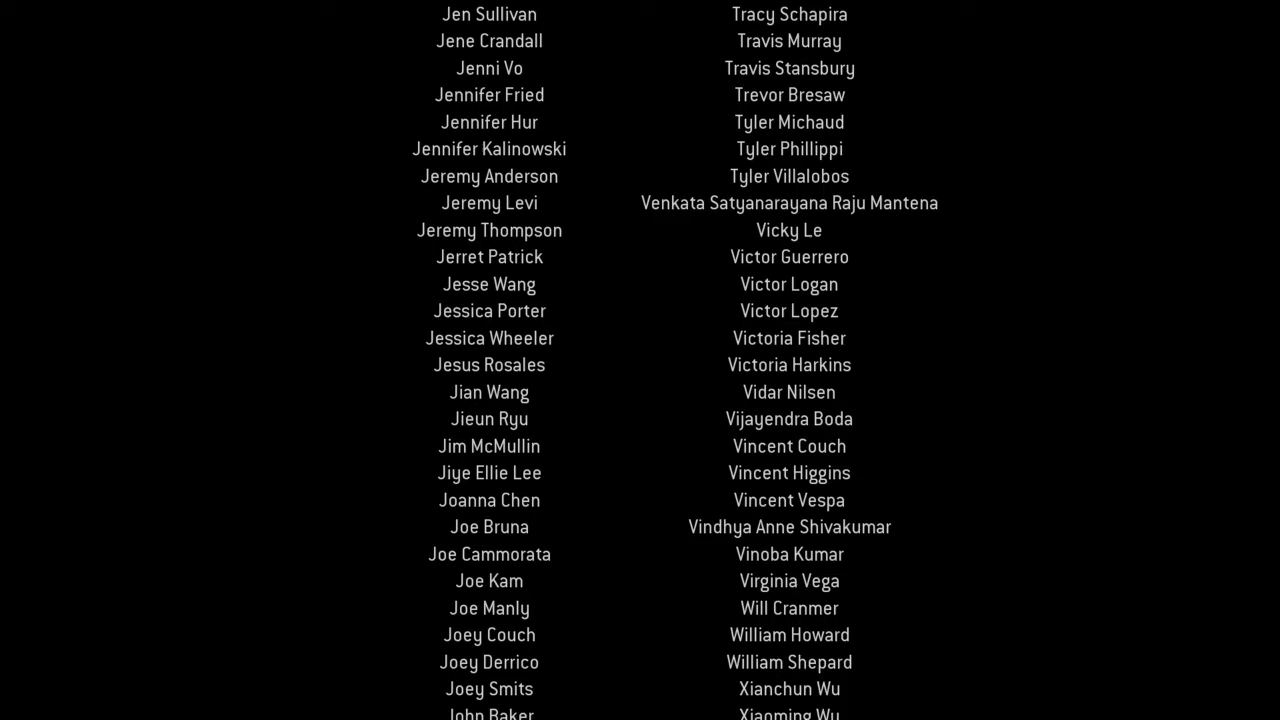 Jen Sullivan
Jene Crandall
Jenni Vo
Jennifer Fried
Jennifer Hur
Jennifer Kalinowski
Jeremy Anderson
Jeremy Levi
Jeremy Thompson
Jerret Patrick
Jesse Wang
Jessica Porter
Jessica Wheeler
Jesus Rosales
Jian Wang
Jieun Ryu
Jim McMullin
Jiye Ellie Lee
Joanna Chen
Joe Bruna
Joe Cammorata
Joe Kam
Joe Manly
Joey Couch
Joey Derrico
Joey Smits
John Baker
Tracy Schapira
Travis Murray
Travis Stansbury
Trevor Bresaw
Tyler Michaud
Tyler Phillippi
Tyler Villalobos
Venkata Satyanarayana Raju Mantena
Vicky Le
Victor Guerrero
Victor Logan
Victor Lopez
Victoria Fisher
Victoria Harkins
Vidar Nilsen
Vijayendra Boda
Vincent Couch
Vincent Higgins
Vincent Vespa
Vindhya Anne Shivakumar
Vinoba Kumar
Virginia Vega
Will Cranmer
William Howard
William Shepard
Xianchun Wu
Xiaoming Wu